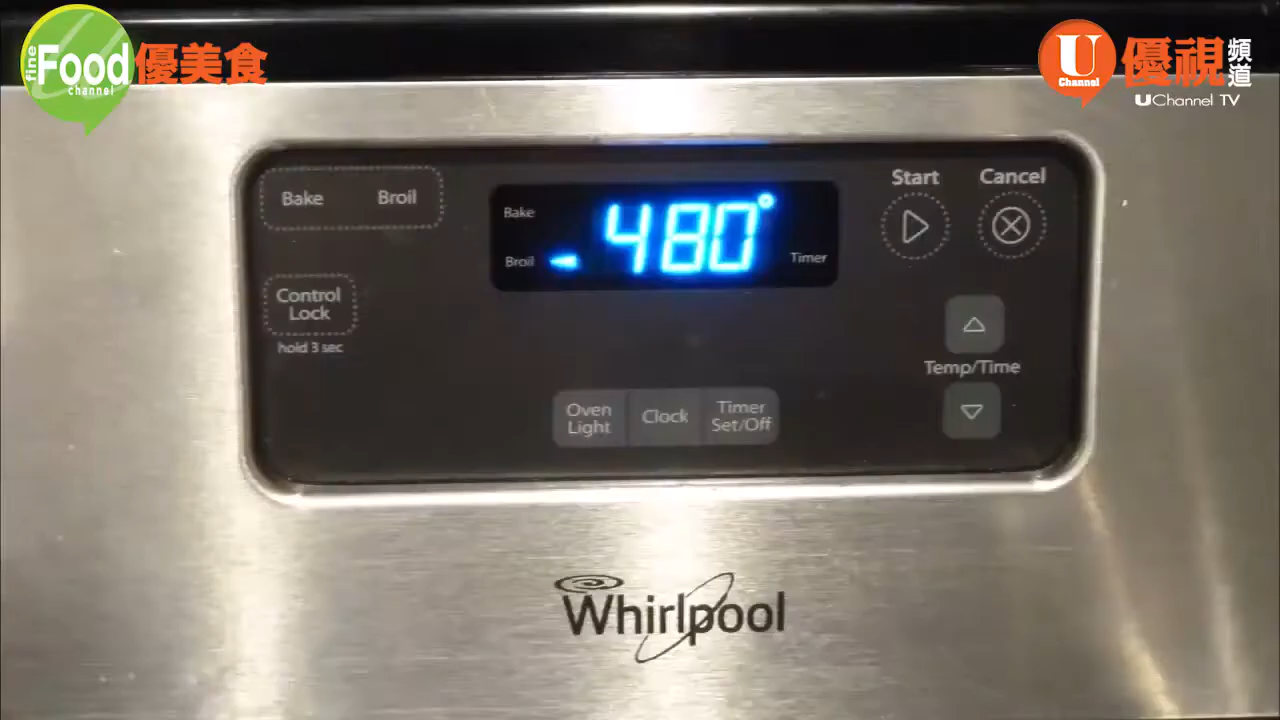 fine
Food
channel
優美食
U
Channel
優視
頻道
UChannel TV
Bake Broil
Control
Lock
hold 3 sec
Bake
480°
Broil
Timer
Start Cancel
Temp/Time
Oven
Light
Clock
Timer
Set/Off
Whirlpool